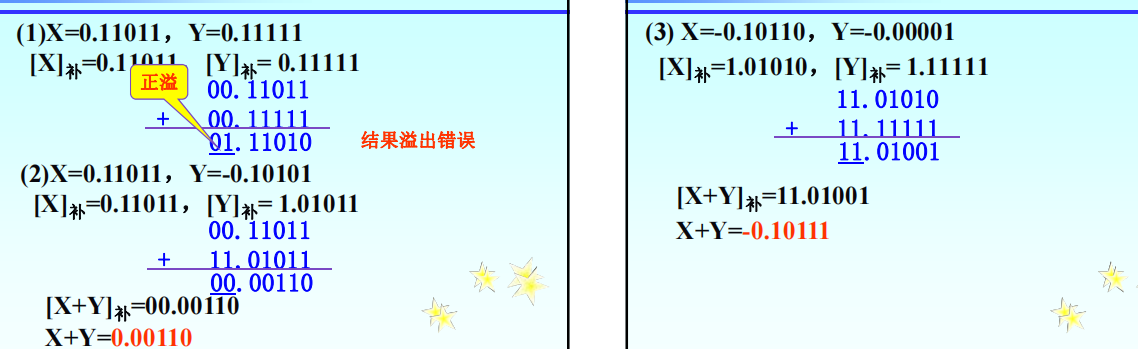 (1)X=0.11011，Y=0.11111
[X]补=0.11011 [Y]补= 0.11111
正溢
00.11011
+ 00.11111
01.11010
结果溢出错误
(2)X=0.11011，Y=-0.10101
[X]补=0.11011，[Y]补= 1.01011
00.11011
+ 11.01011
00.00110
[X+Y]补=00.00110
X+Y=0.00110
(3) X=-0.10110，Y=-0.00001
[X]补=1.01010，[Y]补= 1.11111
11.01010
+ 11.11111
11.01001
[X+Y]补=11.01001
X+Y=-0.10111